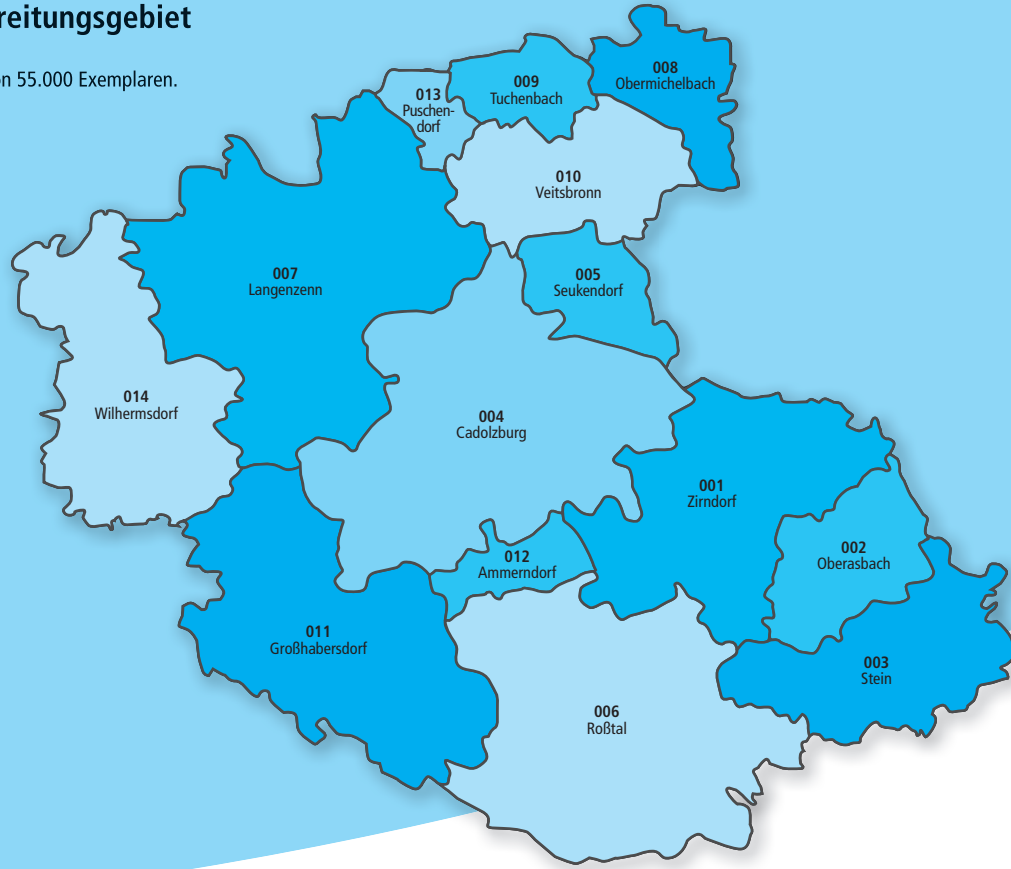 reitungsgebiet
n 55.000 Exemplaren.
008
Obermichelbach
009
Tuchenbach
013
Puschen-
dorf
010
Veitsbronn
007
Langenzenn
005
Seukendorf
014
Wilhermsdorf
004
Cadolzburg
001
Zirndorf
002
Oberasbach
012
Ammerndorf
011
Großhabersdorf
003
Stein
006
Roßtal